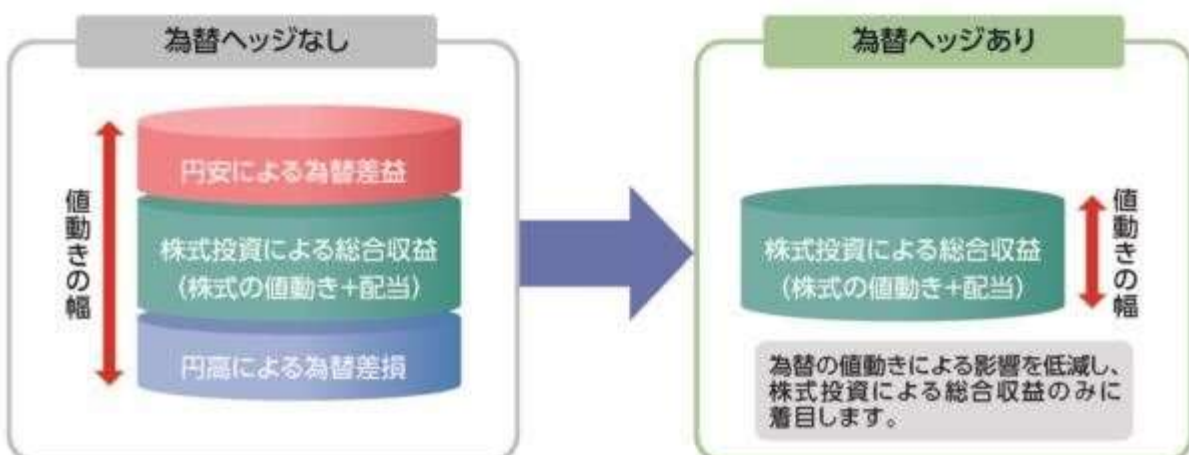 為替ヘッジなし
値動きの幅
円安による為替差益
株式投資による総合収益
(株式の値動き+配当)
円高による為替差損
為替ヘッジあり
株式投資による総合収益
(株式の値動き+配当)
値動きの幅
為替の値動きによる影響を低減し、
株式投資による総合収益のみに
着目します。